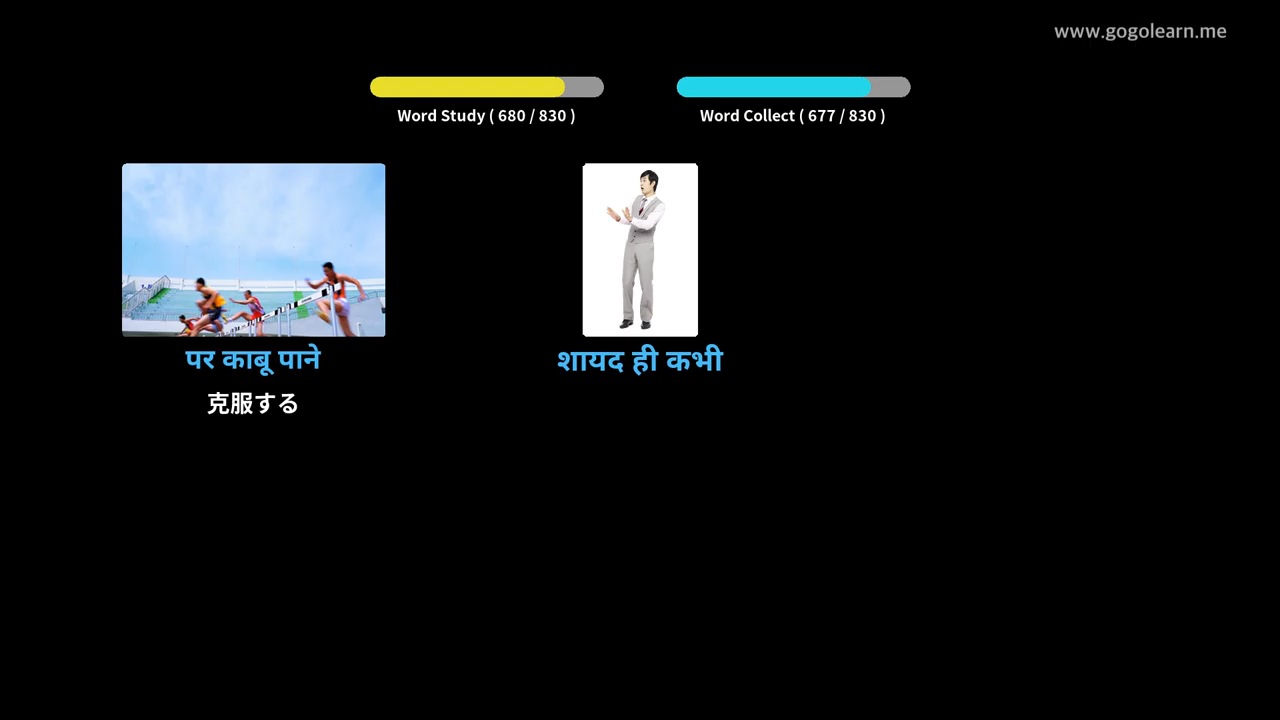 www.gogolearn.me
Word Study ( 680 / 830 )
Word Collect ( 677 / 830 )
पर काबू पाने
शायद ही कभी
克服する